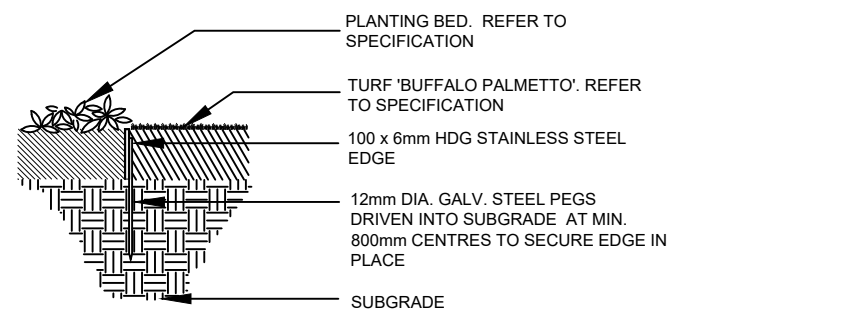 PLANTING BED. REFER TO
SPECIFICATION
TURF 'BUFFALO PALMETTO'. REFER
TO SPECIFICATION
100 x 6mm HDG STAINLESS STEEL
EDGE
12mm DIA. GALV. STEEL PEGS
DRIVEN INTO SUBGRADE AT MIN.
800mm CENTRES TO SECURE EDGE IN
PLACE
SUBGRADE